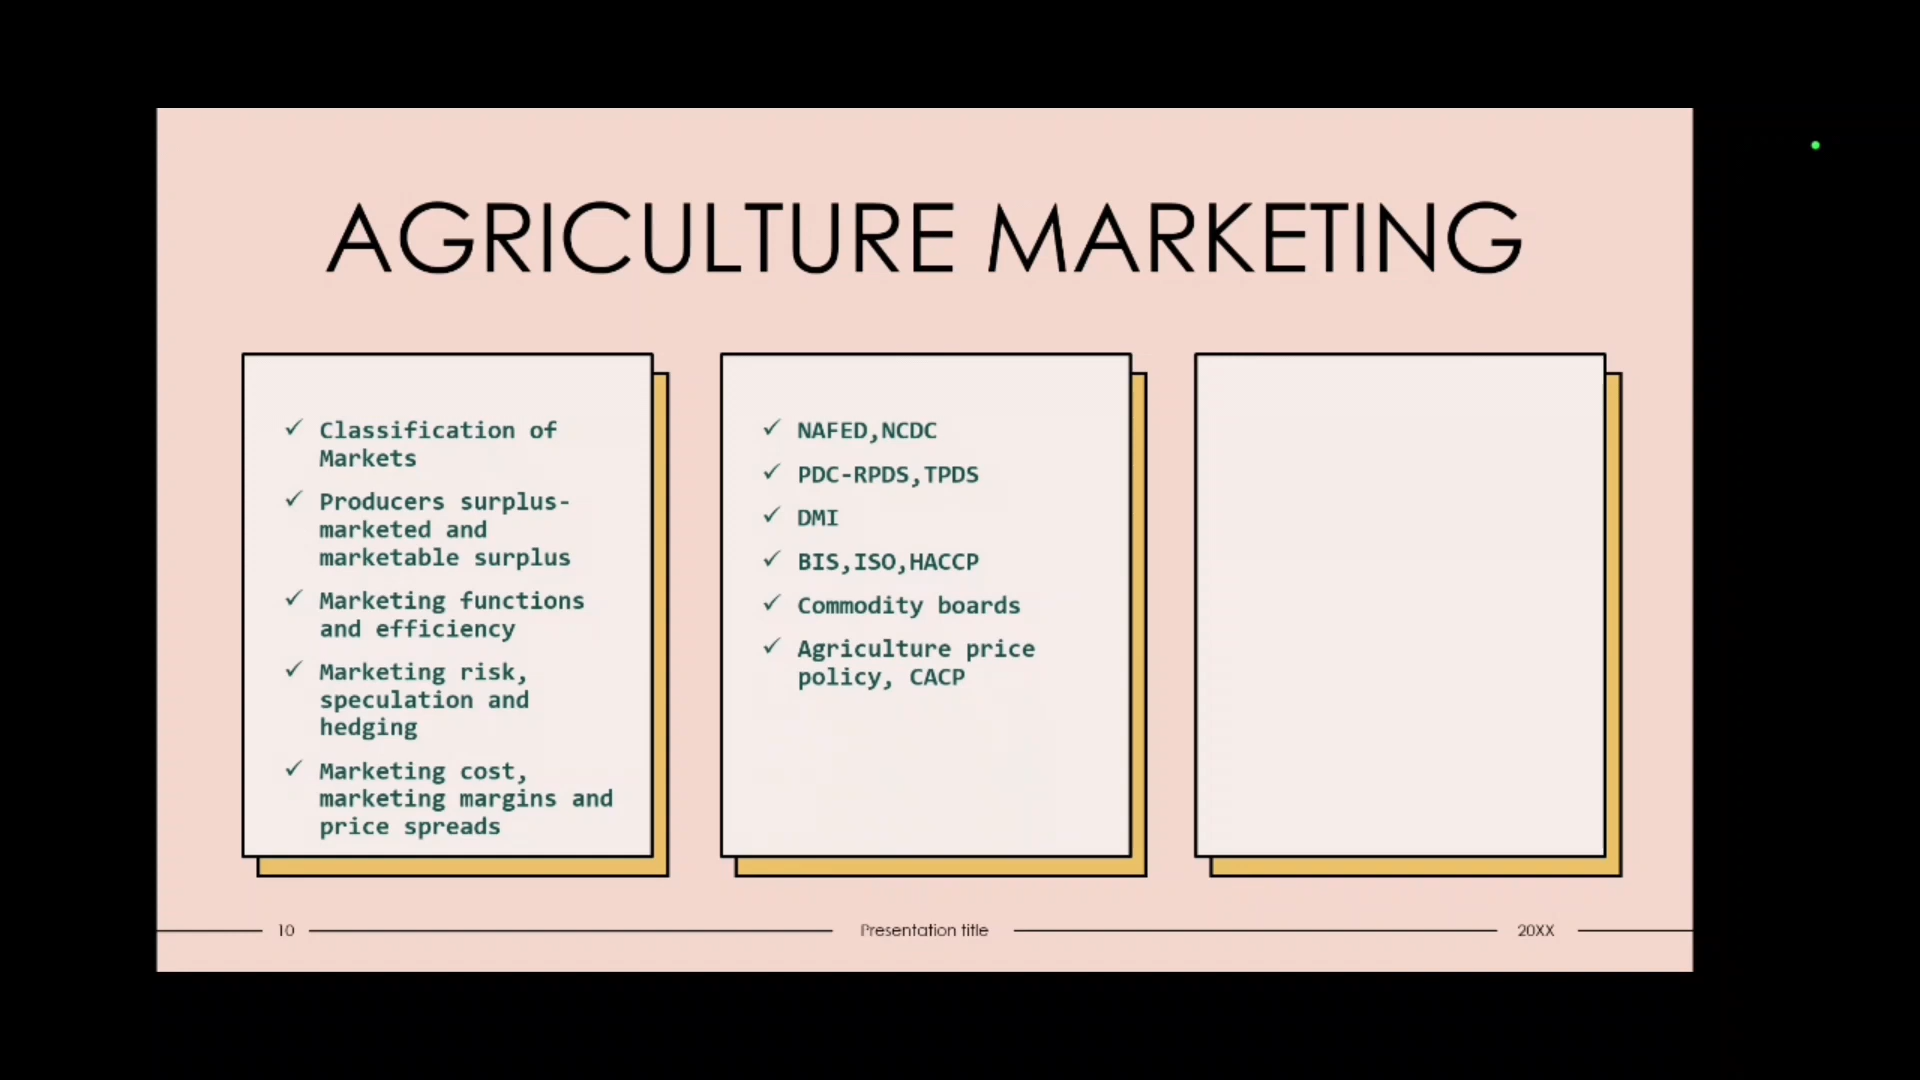 AGRICULTURE MARKETING
✓ Classification of
Markets
✓ Producers surplus-
marketed and
marketable surplus
✓ Marketing functions
and efficiency
✓ Marketing risk,
speculation and
hedging
✓ Marketing cost,
marketing margins and
price spreads
✓ NAFED,NCDC
✓ PDC-RPDS,TPDS
✓ DMI
✓ BIS,ISO,HACCP
✓ Commodity boards
✓ Agriculture price
policy, CACP
10
Presentation title
20XX